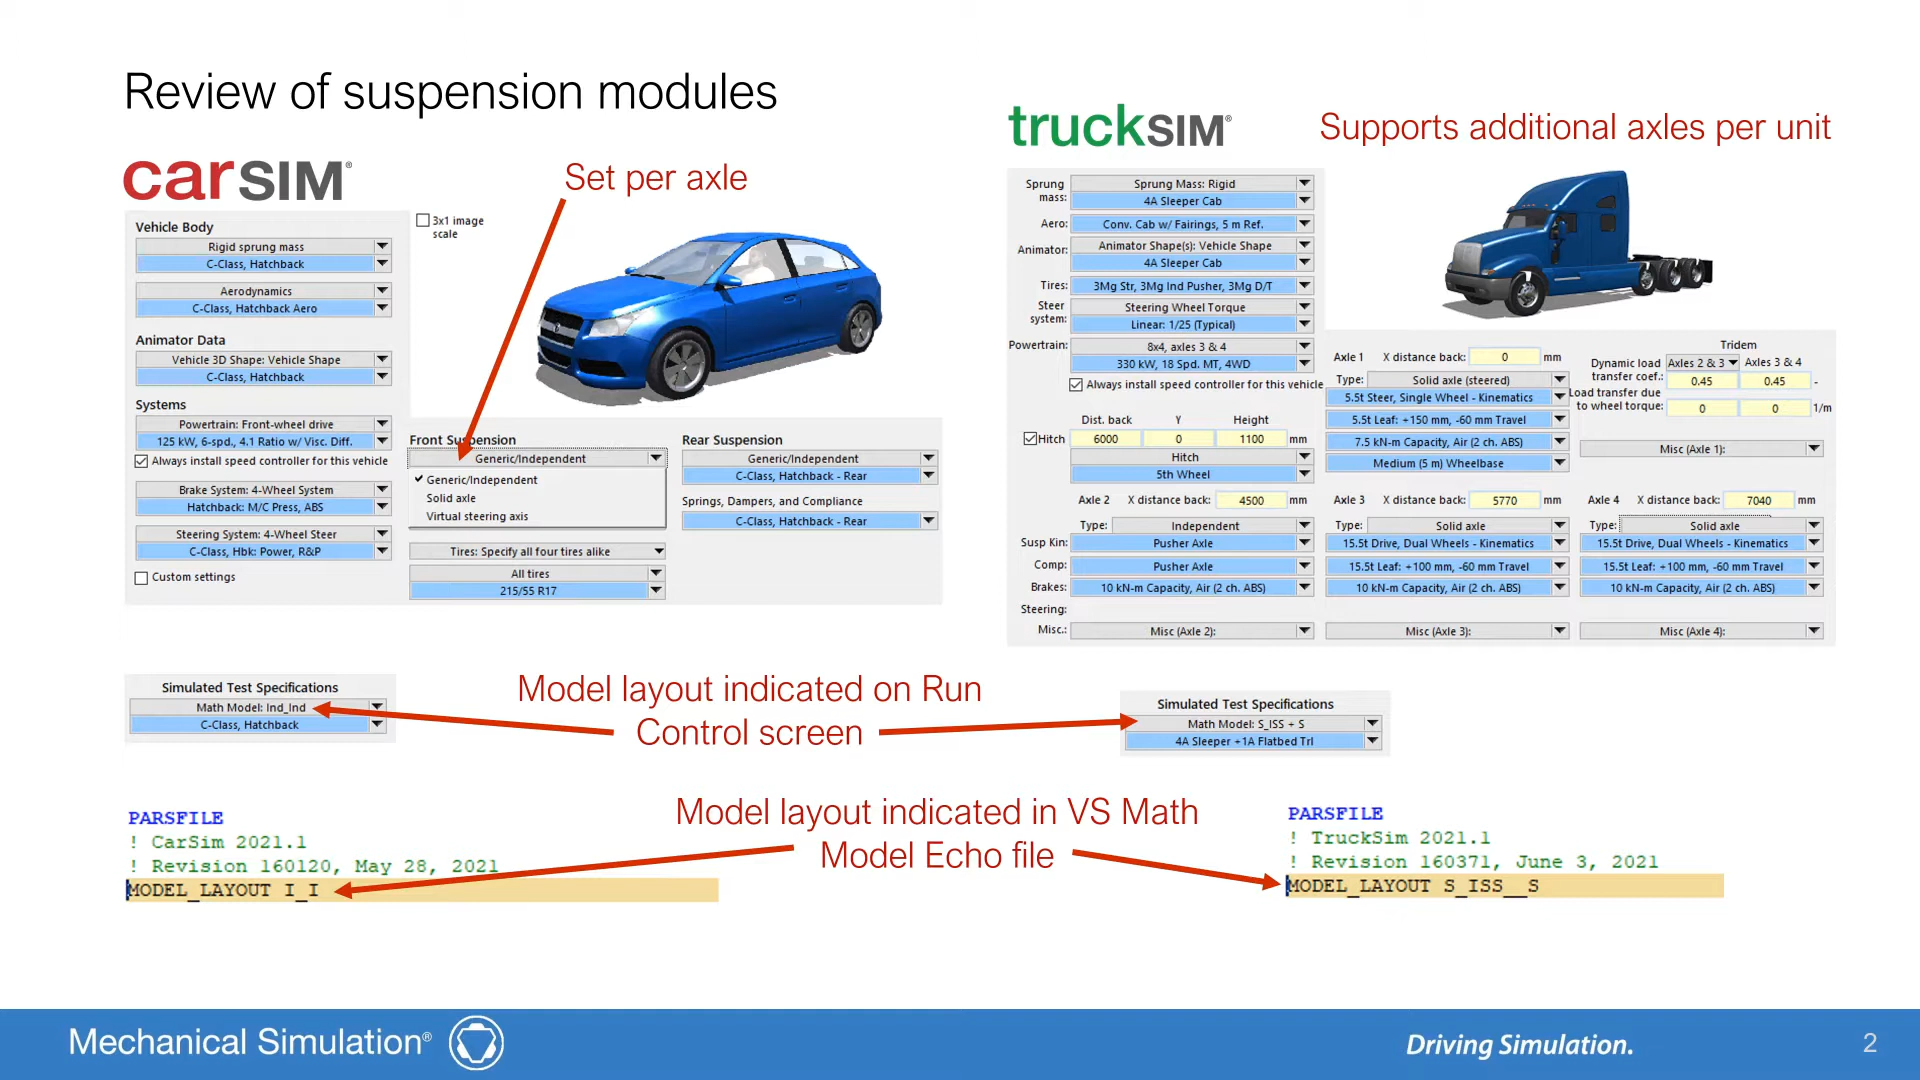 Review of suspension modules
carSIM®
Set per axle
Vehicle Body
Rigid sprung mass
C-Class, Hatchback
Aerodynamics
C-Class, Hatchback Aero
Animator Data
Vehicle 3D Shape: Vehicle Shape
C-Class, Hatchback
Systems
Powertrain: Front-wheel drive
125 kW, 6-spd., 4.1 Ratio w/ Visc. Diff.
Always install speed controller for this vehicle
Brake System: 4-Wheel System
Hatchback: M/C Press, ABS
Steering System: 4-Wheel Steer
C-Class, Hbk: Power, R&P
Custom settings
3x1 image
scale
Front Suspension
Generic/Independent
Generic/Independent
Solid axle
Virtual steering axis
Tires: Specify all four tires alike
All tires
215/55 R17
Rear Suspension
Generic/Independent
C-Class, Hatchback - Rear
Springs, Dampers, and Compliance
C-Class, Hatchback - Rear
truckSIM®
Supports additional axles per unit
Sprung
mass:
Sprung Mass: Rigid
4A Sleeper Cab
Aero:
Conv. Cab w/ Fairings, 5 m Ref.
Animator:
Animator Shape(s): Vehicle Shape
4A Sleeper Cab
Tires:
3Mg Str, 3Mg Ind Pusher, 3Mg D/T
Steer
system:
Steering Wheel Torque
Linear: 1/25 (Typical)
Powertrain:
8x4, axles 3 & 4
330 kW, 18 Spd. MT, 4WD
Always install speed controller for this vehicle
Dist. back Y Height
Hitch 6000 0 1100 mm
Hitch
5th Wheel
Axle 1 X distance back: 0 mm
Type: Solid axle (steered)
5.5t Steer, Single Wheel - Kinematics
5.5t Leaf: +150 mm, -60 mm Travel
7.5 kN-m Capacity, Air (2 ch. ABS)
Medium (5 m) Wheelbase
Tridem
Dynamic load
transfer coef.:
Axles 2 & 3 Axles 3 & 4
0.45 0.45 -
Load transfer due
to wheel torque:
0 0 1/m
Misc (Axle 1):
Axle 2 X distance back: 4500 mm
Type: Independent
Susp Kin: Pusher Axle
Comp: Pusher Axle
Brakes: 10 kN-m Capacity, Air (2 ch. ABS)
Steering:
Misc.: Misc (Axle 2):
Axle 3 X distance back: 5770 mm
Type: Solid axle
15.5t Drive, Dual Wheels - Kinematics
15.5t Leaf: +100 mm, -60 mm Travel
10 kN-m Capacity, Air (2 ch. ABS)
Misc (Axle 3):
Axle 4 X distance back: 7040 mm
Type: Solid axle
15.5t Drive, Dual Wheels - Kinematics
15.5t Leaf: +100 mm, -60 mm Travel
10 kN-m Capacity, Air (2 ch. ABS)
Misc (Axle 4):
Simulated Test Specifications
Math Model: Ind_Ind
C-Class, Hatchback
Model layout indicated on Run
Control screen
Simulated Test Specifications
Math Model: S_ISS + S
4A Sleeper +1A Flatbed Trl
PARSFILE
! CarSim 2021.1
! Revision 160120, May 28, 2021
MODEL_LAYOUT I_I
Model layout indicated in VS Math
Model Echo file
PARSFILE
! TruckSim 2021.1
! Revision 160371, June 3, 2021
MODEL_LAYOUT S_ISS__S
Mechanical Simulation®
Driving Simulation.
2